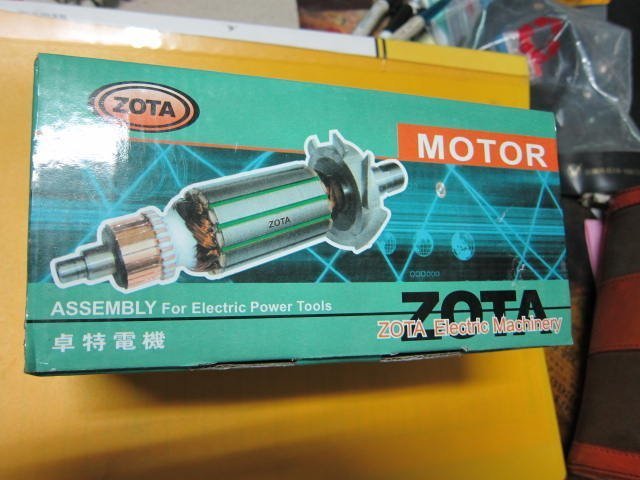 ZOTA
MOTOR
ZOTA
ASSEMBLY For Electric Power Tools
ZOTA
ZOTA Electric Machinery
卓特電機